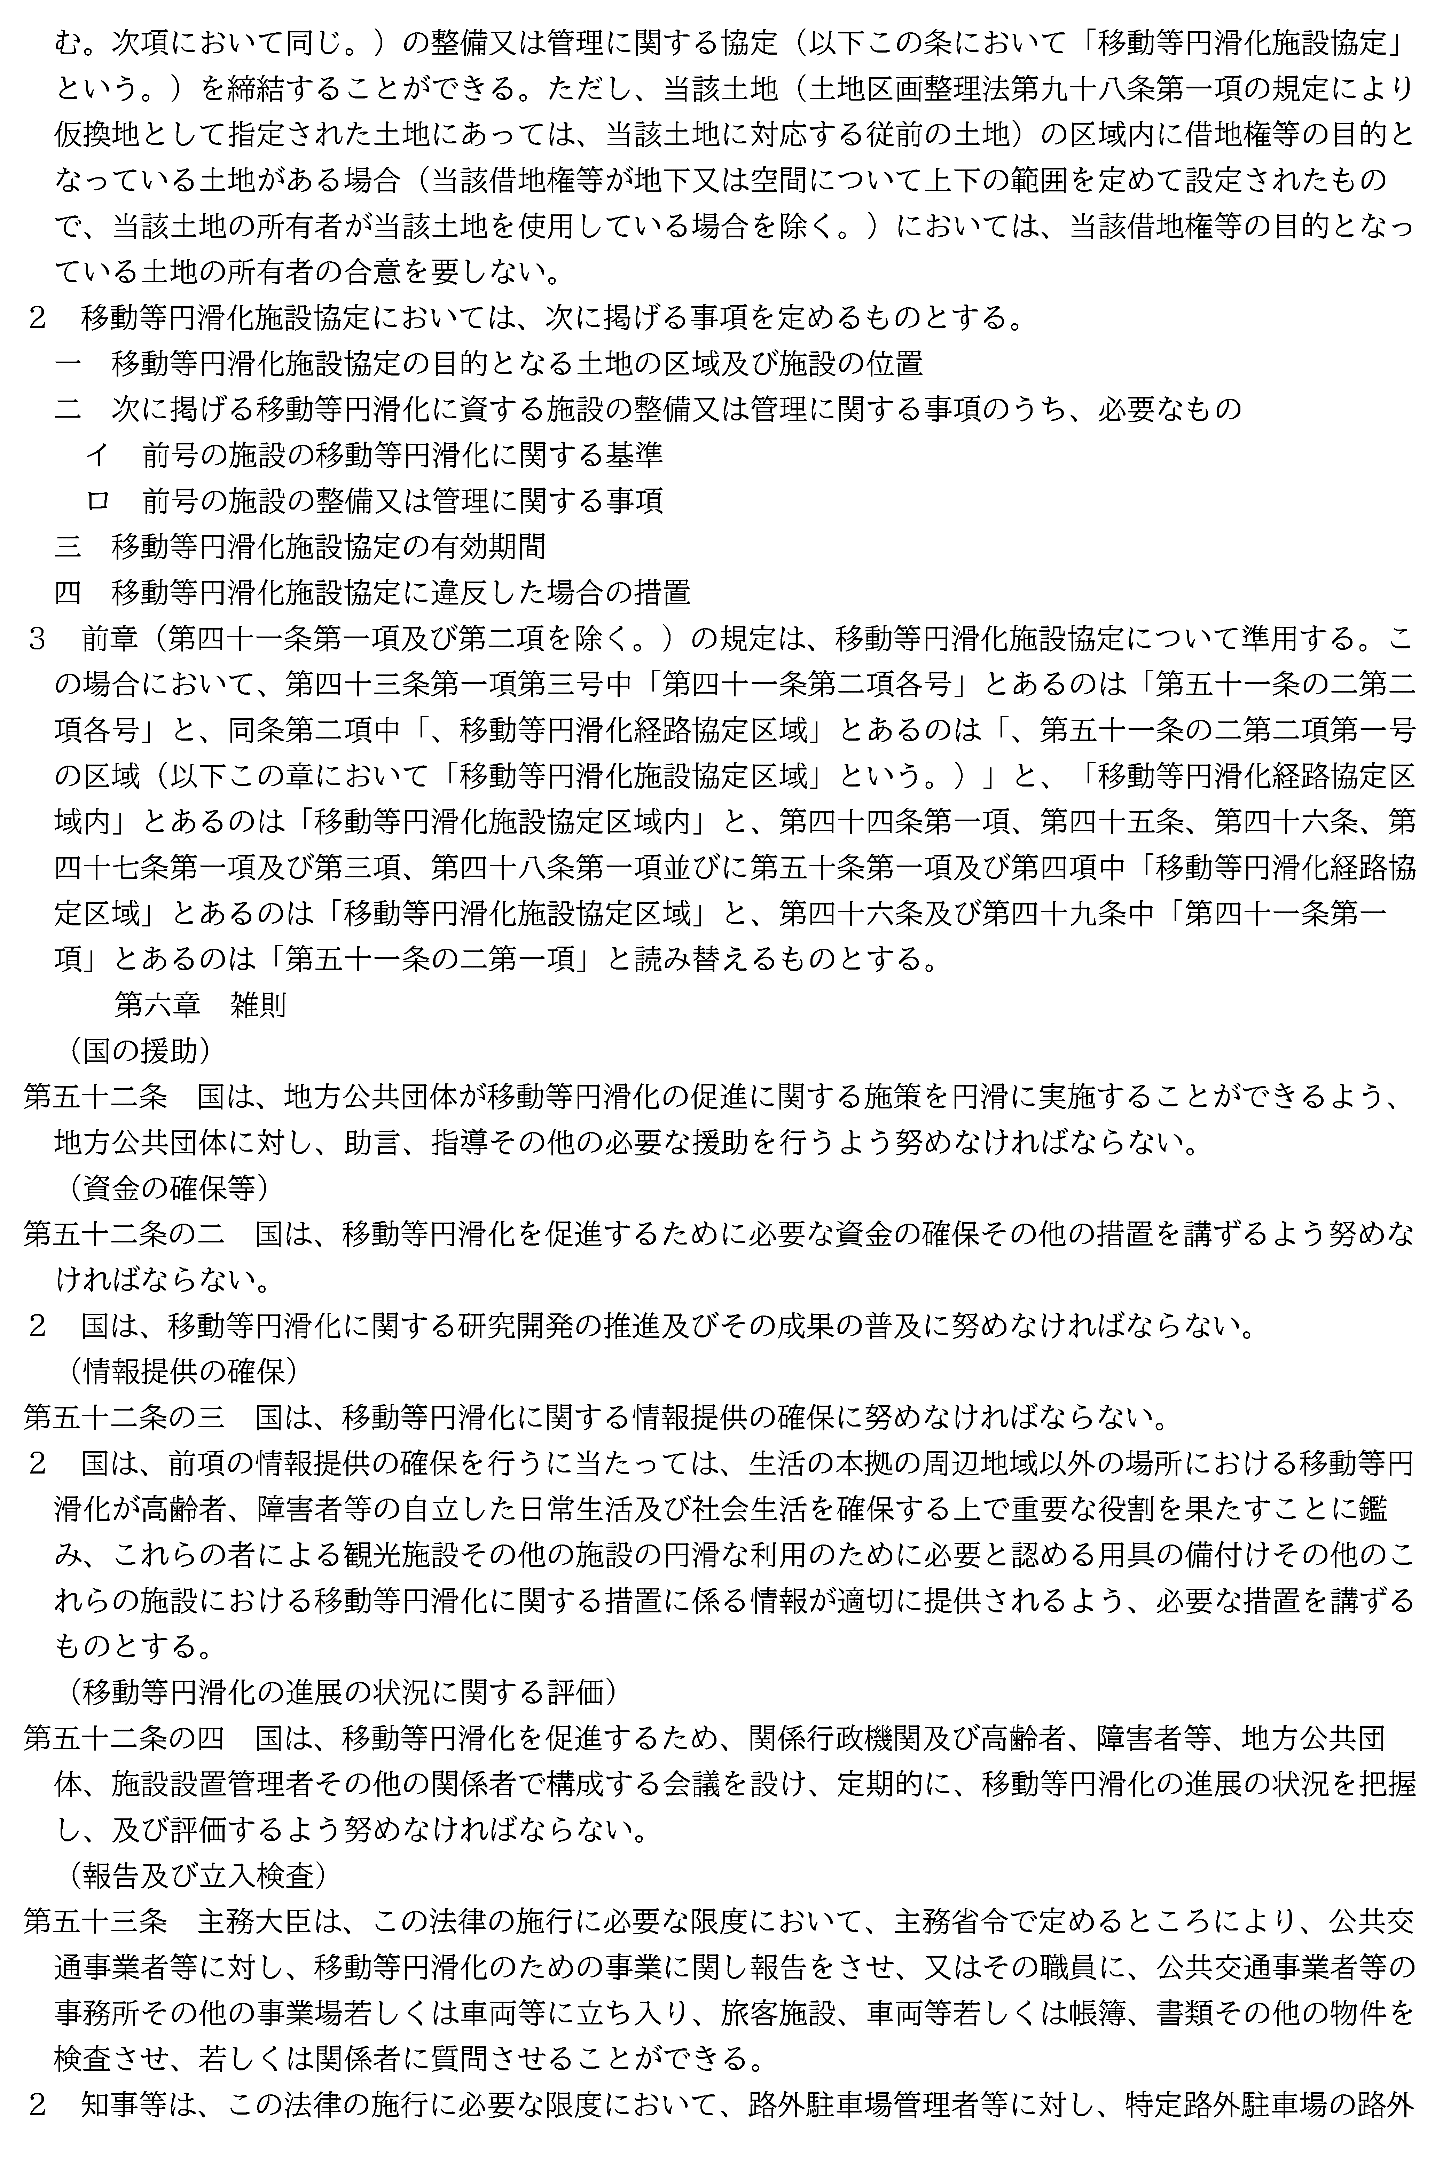 む。次項において同じ。）の整備又は管理に関する協定（以下この条において「移動等円滑化施設協定」
という。）を締結することができる。ただし、当該土地（土地区画整理法第九十八条第一項の規定により
仮換地として指定された土地にあっては、当該土地に対応する従前の土地）の区域内に借地権等の目的と
なっている土地がある場合（当該借地権等が地下又は空間について上下の範囲を定めて設定されたもの
で、当該土地の所有者が当該土地を使用している場合を除く。）においては、当該借地権等の目的となっ
ている土地の所有者の合意を要しない。
２　移動等円滑化施設協定においては、次に掲げる事項を定めるものとする。
一　移動等円滑化施設協定の目的となる土地の区域及び施設の位置
二　次に掲げる移動等円滑化に資する施設の整備又は管理に関する事項のうち、必要なもの
イ　前号の施設の移動等円滑化に関する基準
ロ　前号の施設の整備又は管理に関する事項
三　移動等円滑化施設協定の有効期間
四　移動等円滑化施設協定に違反した場合の措置
３　前章（第四十一条第一項及び第二項を除く。）の規定は、移動等円滑化施設協定について準用する。こ
の場合において、第四十三条第一項第三号中「第四十一条第二項各号」とあるのは「第五十一条の二第二
項各号」と、同条第二項中「、移動等円滑化経路協定区域」とあるのは「、第五十一条の二第二項第一号
の区域（以下この章において「移動等円滑化施設協定区域」という。）」と、「移動等円滑化経路協定区
域内」とあるのは「移動等円滑化施設協定区域内」と、第四十四条第一項、第四十五条、第四十六条、第
四十七条第一項及び第三項、第四十八条第一項並びに第五十条第一項及び第四項中「移動等円滑化経路協
定区域」とあるのは「移動等円滑化施設協定区域」と、第四十六条及び第四十九条中「第四十一条第一
項」とあるのは「第五十一条の二第一項」と読み替えるものとする。
第六章　雑則
（国の援助）
第五十二条　国は、地方公共団体が移動等円滑化の促進に関する施策を円滑に実施することができるよう、
地方公共団体に対し、助言、指導その他の必要な援助を行うよう努めなければならない。
（資金の確保等）
第五十二条の二　国は、移動等円滑化を促進するために必要な資金の確保その他の措置を講ずるよう努めな
ければならない。
２　国は、移動等円滑化に関する研究開発の推進及びその成果の普及に努めなければならない。
（情報提供の確保）
第五十二条の三　国は、移動等円滑化に関する情報提供の確保に努めなければならない。
２　国は、前項の情報提供の確保を行うに当たっては、生活の本拠の周辺地域以外の場所における移動等円
滑化が高齢者、障害者等の自立した日常生活及び社会生活を確保する上で重要な役割を果たすことに鑑
み、これらの者による観光施設その他の施設の円滑な利用のために必要と認める用具の備付けその他のこ
れらの施設における移動等円滑化に関する措置に係る情報が適切に提供されるよう、必要な措置を講ずる
ものとする。
（移動等円滑化の進展の状況に関する評価）
第五十二条の四　国は、移動等円滑化を促進するため、関係行政機関及び高齢者、障害者等、地方公共団
体、施設設置管理者その他の関係者で構成する会議を設け、定期的に、移動等円滑化の進展の状況を把握
し、及び評価するよう努めなければならない。
（報告及び立入検査）
第五十三条　主務大臣は、この法律の施行に必要な限度において、主務省令で定めるところにより、公共交
通事業者等に対し、移動等円滑化のための事業に関し報告をさせ、又はその職員に、公共交通事業者等の
事務所その他の事業場若しくは車両等に立ち入り、旅客施設、車両等若しくは帳簿、書類その他の物件を
検査させ、若しくは関係者に質問させることができる。
２　知事等は、この法律の施行に必要な限度において、路外駐車場管理者等に対し、特定路外駐車場の路外